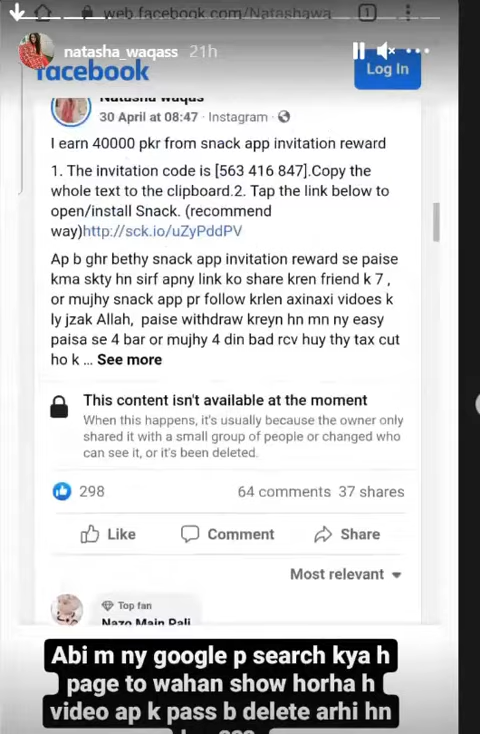 web.facebook.com/Natashawa
1
natasha_waqass 21h
facebook
Log In
Natasha waqas
30 April at 08:47 · Instagram ·
I earn 40000 pkr from snack app invitation reward
1. The invitation code is [563 416 847].Copy the
whole text to the clipboard.2. Tap the link below to
open/install Snack. (recommend
way)http://sck.io/uZyPddPV
Ap b ghr bethy snack app invitation reward se paise
kma skty hn sirf apny link ko share kren friend k 7 ,
or mujhy snack app pr follow krlen axinaxi vidoes k
ly jzak Allah, paise withdraw kreyn hn mn ny easy
paisa se 4 bar or mujhy 4 din bad rcv huy thy tax cut
ho k ... See more
This content isn't available at the moment
When this happens, it's usually because the owner only
shared it with a small group of people or changed who
can see it, or it's been deleted.
298
64 comments 37 shares
Like Comment Share
Most relevant
Top fan
Nazo Main Pali
Abi m ny google p search kya h
page to wahan show horha h
video ap k pass b delete arhi hn